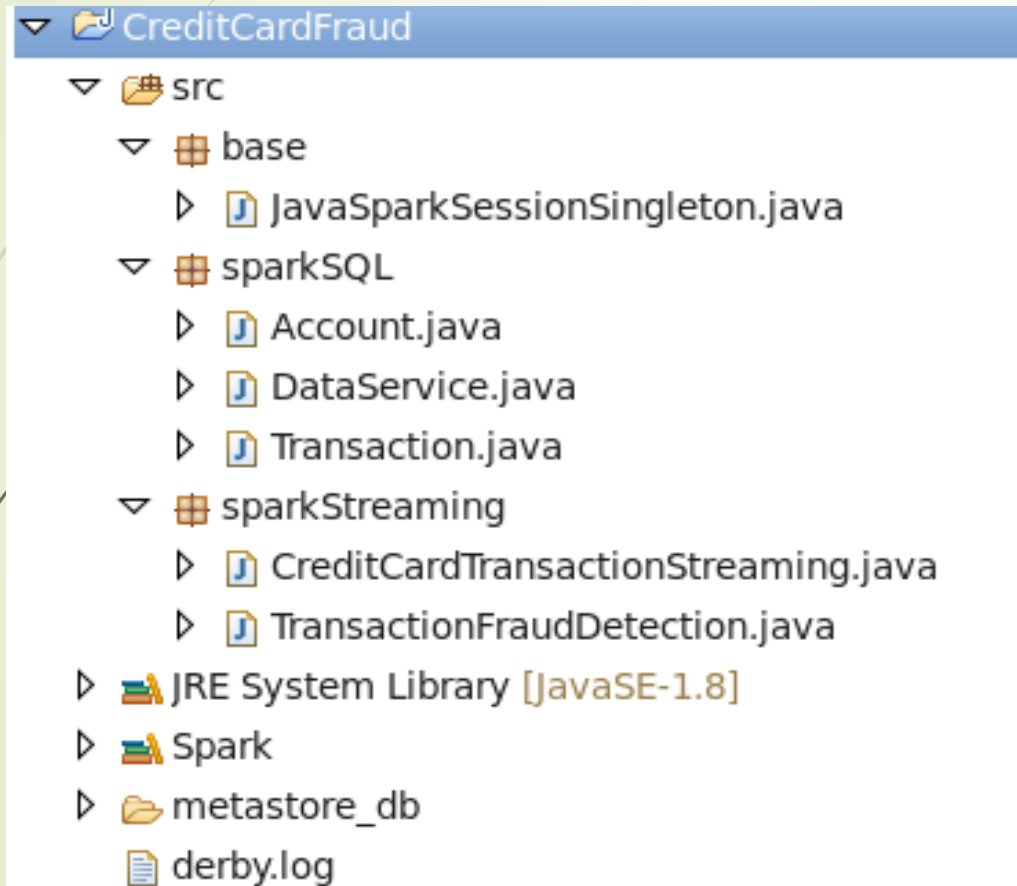 CreditCardFraud
src
base
JavaSparkSessionSingleton.java
sparkSQL
Account.java
DataService.java
Transaction.java
sparkStreaming
CreditCardTransactionStreaming.java
TransactionFraudDetection.java
JRE System Library [JavaSE-1.8]
Spark
metastore_db
derby.log